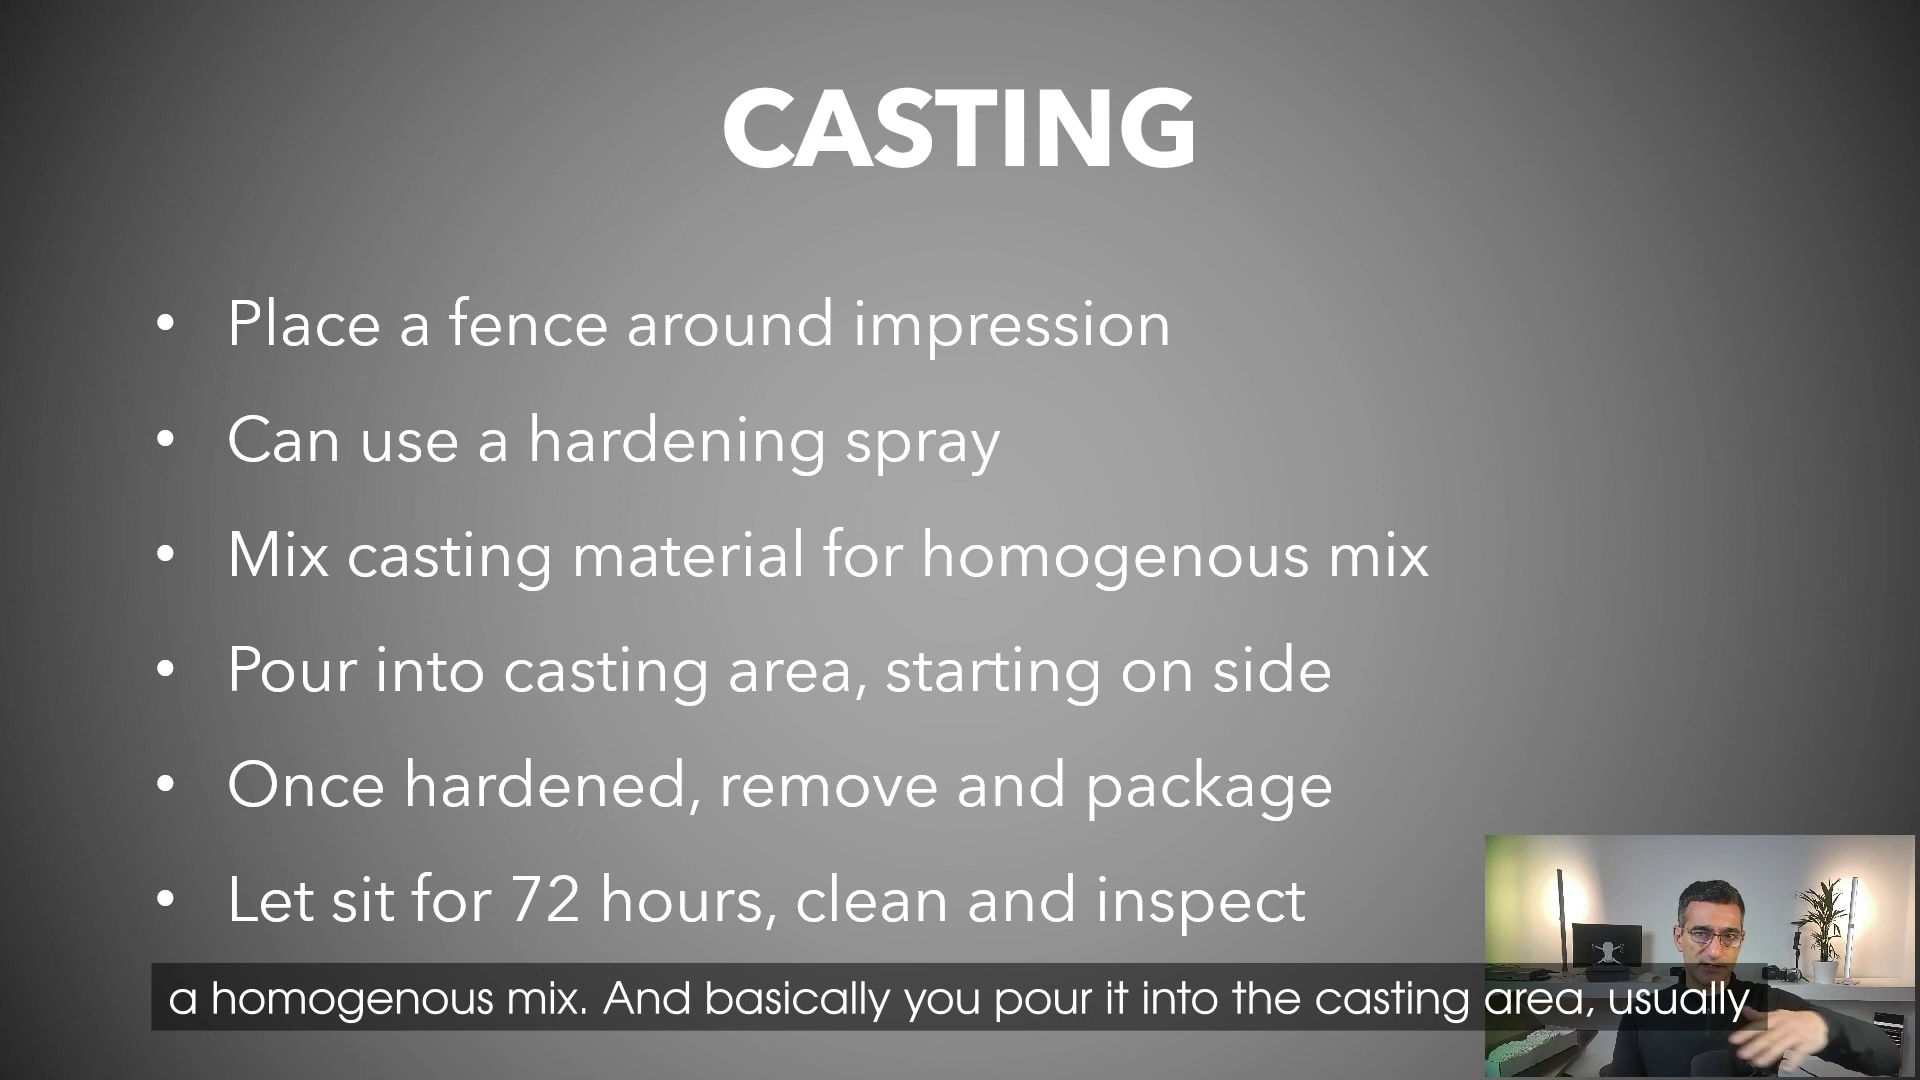 CASTING
• Place a fence around impression
• Can use a hardening spray
• Mix casting material for homogenous mix
• Pour into casting area, starting on side
• Once hardened, remove and package
• Let sit for 72 hours, clean and inspect
a homogenous mix. And basically you pour it into the casting area, usually